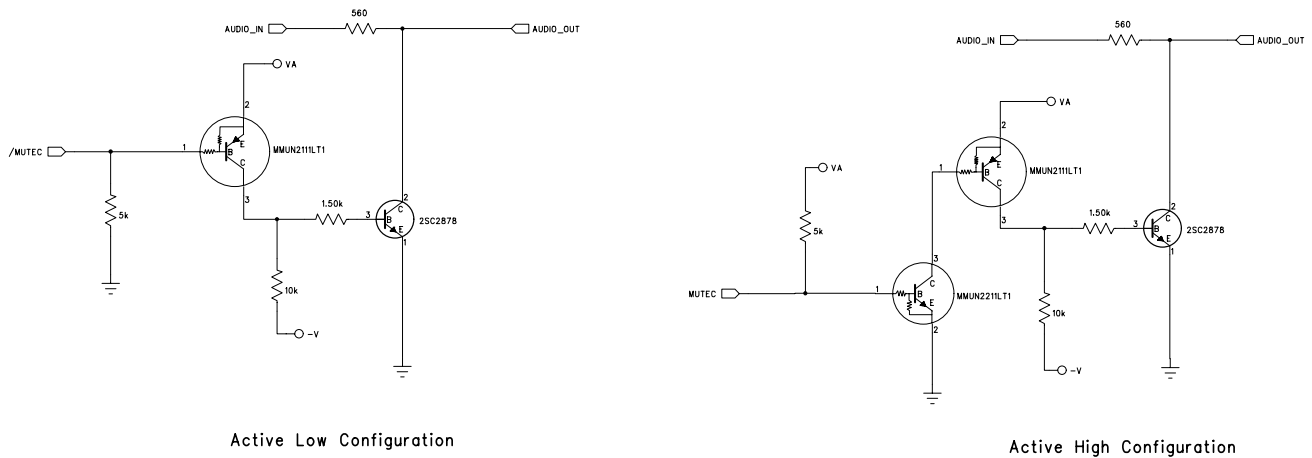 560
AUDIO_IN
AUDIO_OUT
VA
2
E
B
C
MMUN2111LT1
/MUTEC
1
3
5k
1.50k
3
2
C
B
E
1
2SC2878
10k
-V
Active Low Configuration
560
AUDIO_IN
AUDIO_OUT
VA
2
E
B
C
MMUN2111LT1
1
3
VA
5k
1.50k
3
2
C
B
E
1
2SC2878
MUTEC
1
3
C
B
E
2
MMUN2211LT1
10k
-V
Active High Configuration